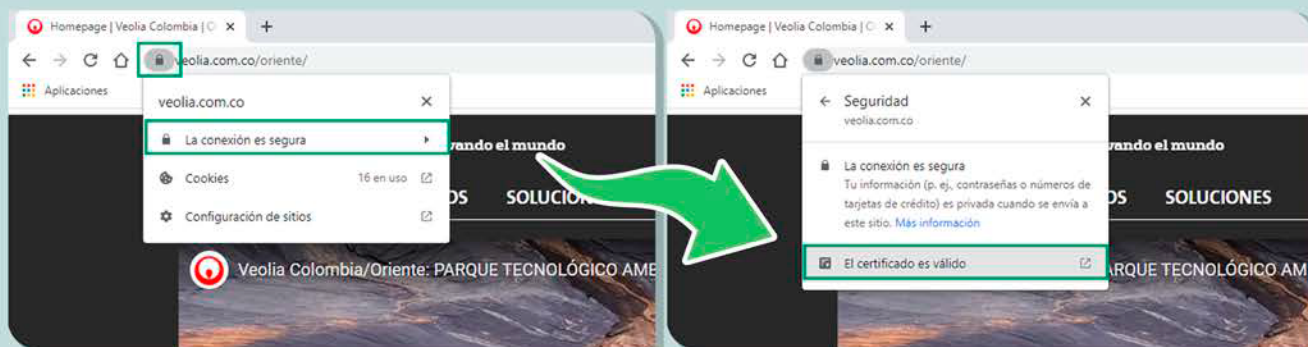 Homepage | Veolia Colombia | C
veolia.com.co/oriente/
Aplicaciones
veolia.com.co
La conexión es segura
Cookies
16 en uso
Configuración de sitios
vando el mundo
OS SOLUCION
Veolia Colombia/Oriente: PARQUE TECNOLÓGICO AME
Homepage | Veolia Colombia | C
veolia.com.co/oriente/
Aplicaciones
Seguridad
veolia.com.co
La conexión es segura
Tu información (p. ej., contraseñas o números de
tarjetas de crédito) es privada cuando se envía a
este sitio. Más información
El certificado es válido
vando el mundo
OS SOLUCIONES
ARQUE TECNOLÓGICO AM